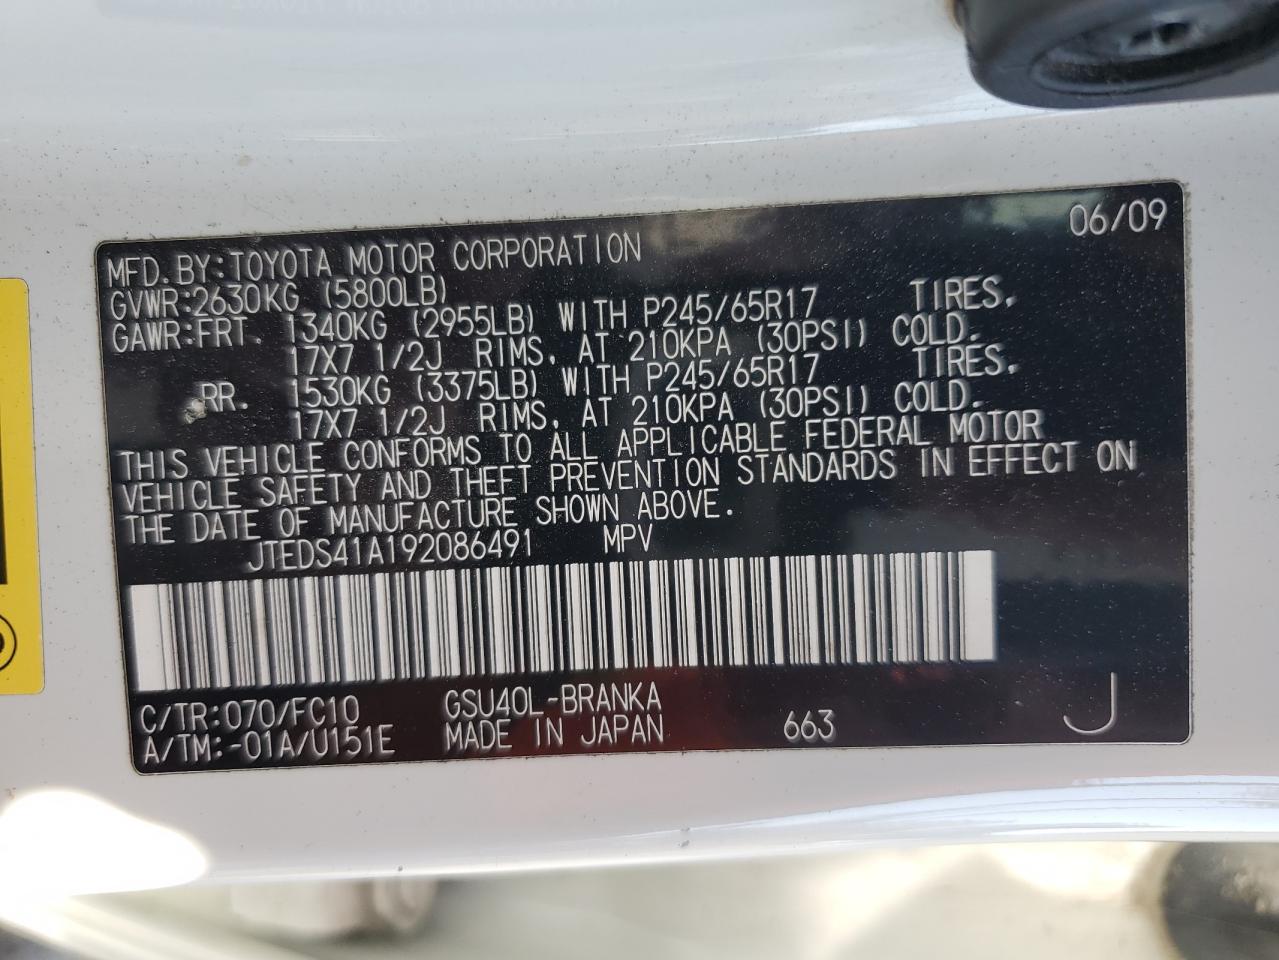 06/09
MFD.BY:TOYOTA MOTOR CORPORATION
GVWR:2630KG (5800LB)
GAWR:FRT. 1340KG (2955LB) WITH P245/65R17 TIRES,
17X7 1/2J RIMS, AT 210KPA (30PSI) COLD.
RR. 1530KG (3375LB) WITH P245/65R17 TIRES,
17X7 1/2J RIMS, AT 210KPA (30PSI) COLD.
THIS VEHICLE CONFORMS TO ALL APPLICABLE FEDERAL MOTOR
VEHICLE SAFETY AND THEFT PREVENTION STANDARDS IN EFFECT ON
THE DATE OF MANUFACTURE SHOWN ABOVE.
JTEDS41A192086491 MPV
C/TR:070/FC10 GSU40L-BRANKA
A/TM:-01A/U151E MADE IN JAPAN 663 J